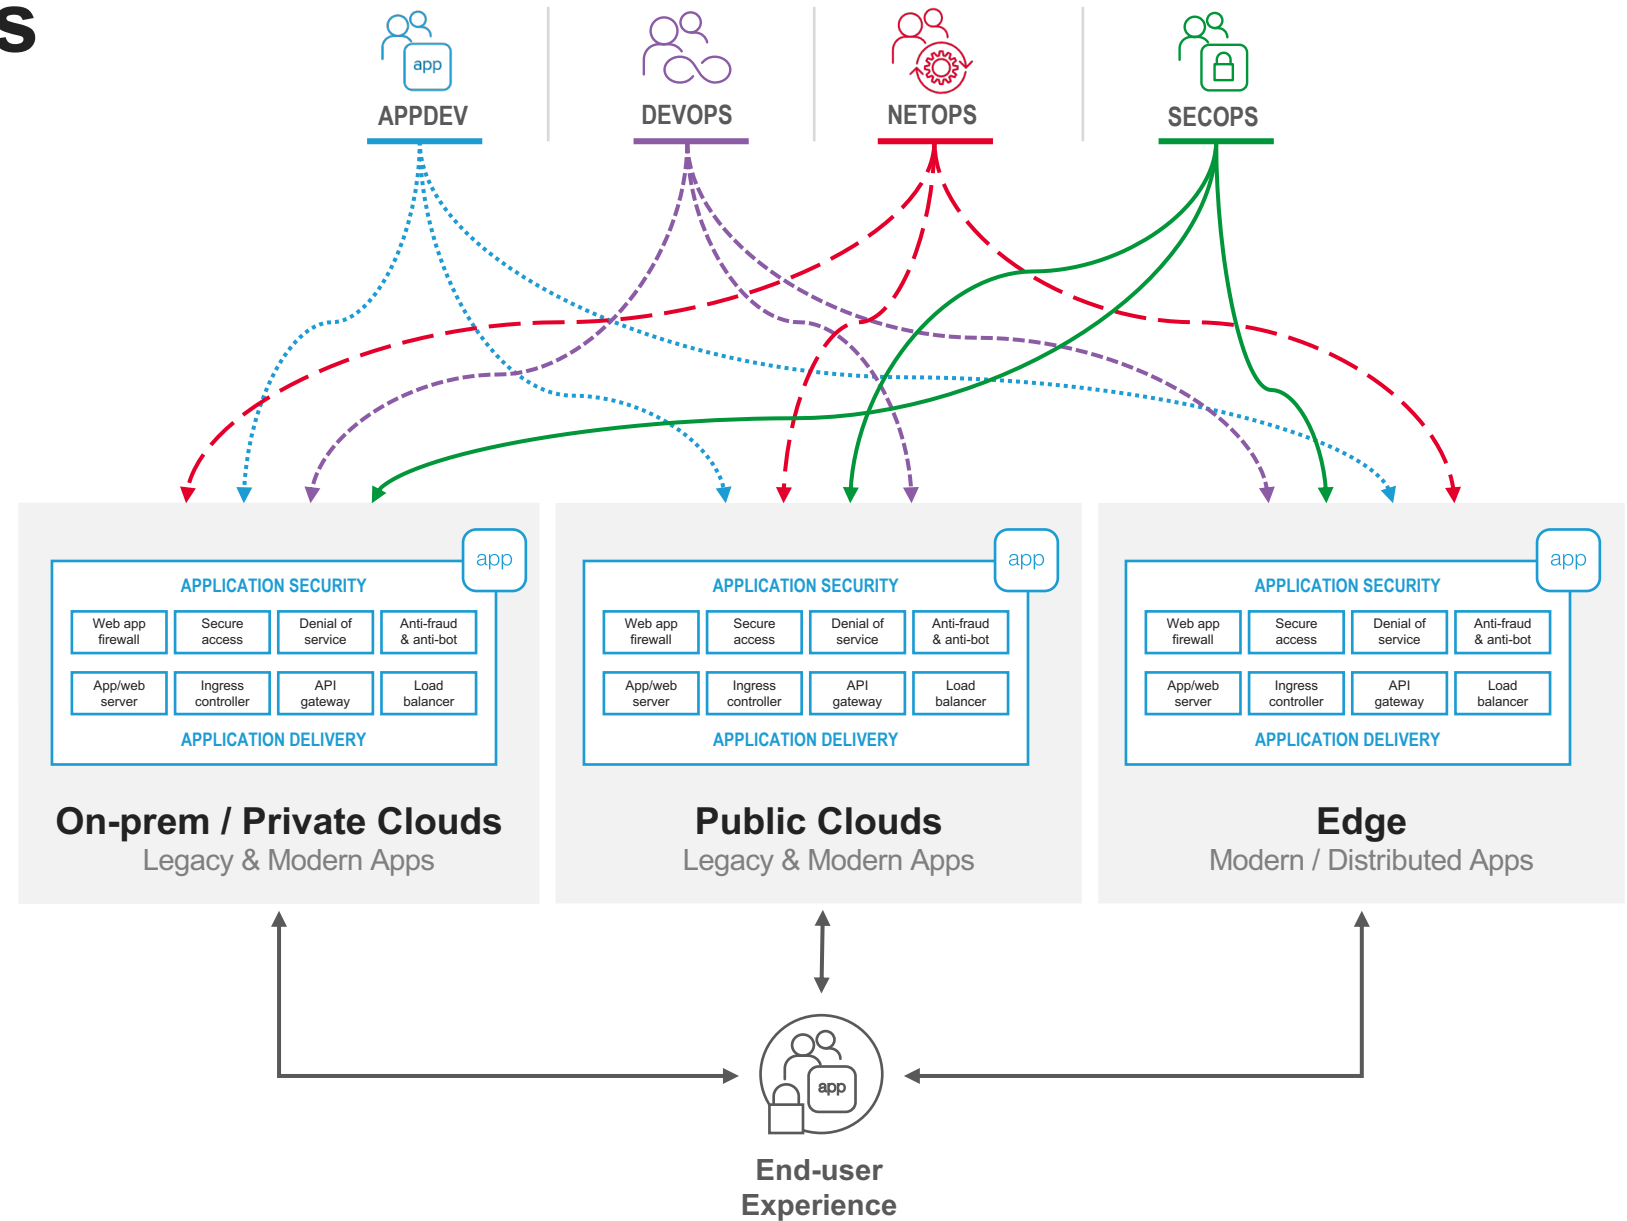 s
app
APPDEV
DEVOPS
NETOPS
SECOPS
app
APPLICATION SECURITY
Web app
firewall
Secure
access
Denial of
service
Anti-fraud
& anti-bot
App/web
server
Ingress
controller
API
gateway
Load
balancer
APPLICATION DELIVERY
On-prem / Private Clouds
Legacy & Modern Apps
app
APPLICATION SECURITY
Web app
firewall
Secure
access
Denial of
service
Anti-fraud
& anti-bot
App/web
server
Ingress
controller
API
gateway
Load
balancer
APPLICATION DELIVERY
Public Clouds
Legacy & Modern Apps
app
APPLICATION SECURITY
Web app
firewall
Secure
access
Denial of
service
Anti-fraud
& anti-bot
App/web
server
Ingress
controller
API
gateway
Load
balancer
APPLICATION DELIVERY
Edge
Modern / Distributed Apps
app
End-user
Experience